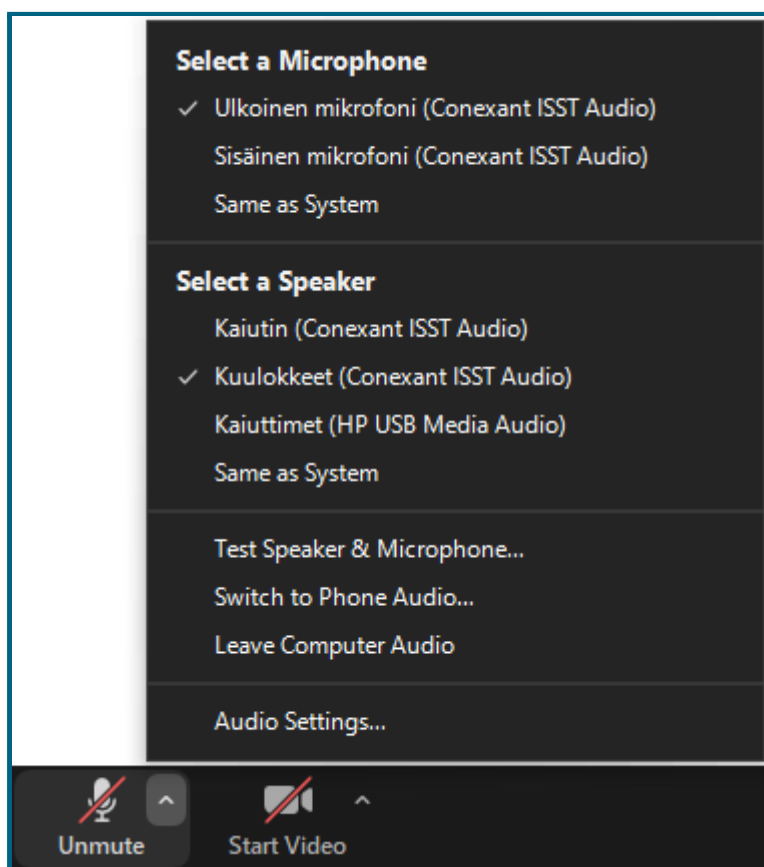 Select a Microphone
Ulkoinen mikrofoni (Conexant ISST Audio)
Sisäinen mikrofoni (Conexant ISST Audio)
Same as System
Select a Speaker
Kaiutin (Conexant ISST Audio)
Kuulokkeet (Conexant ISST Audio)
Kaiuttimet (HP USB Media Audio)
Same as System
Test Speaker & Microphone...
Switch to Phone Audio...
Leave Computer Audio
Audio Settings...
Unmute Start Video